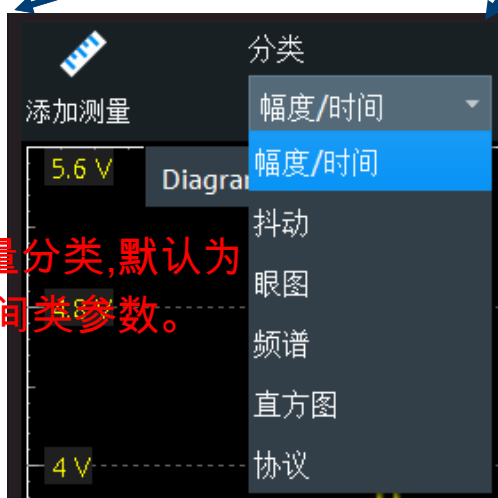 分类
添加测量
幅度/时间
幅度/时间
5.6 V
Diagra
抖动
量分类,默认为
眼图
4.8
间类参数。
频谱
直方图
4 V
协议